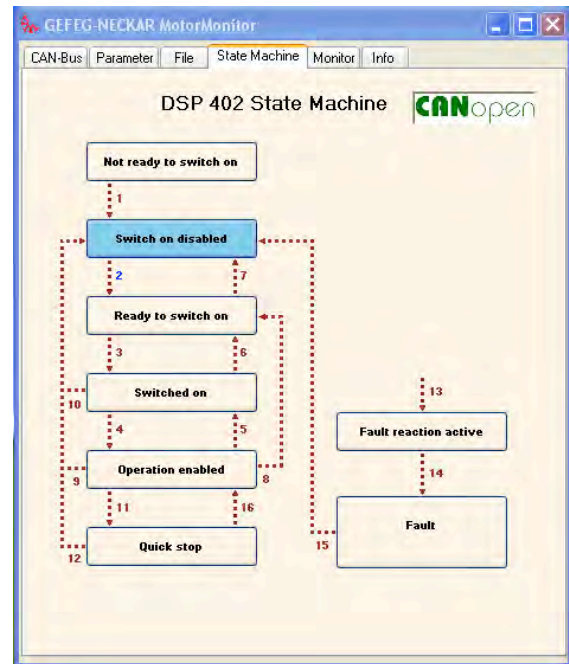 GEFEG-NECKAR MotorMonitor
CAN-Bus Parameter File State Machine Monitor Info
DSP 402 State Machine
CANopen
Not ready to switch on
1
Switch on disabled
2
7
Ready to switch on
3
6
Switched on
13
10
4
5
Fault reaction active
Operation enabled
9
8
14
11
16
Fault
Quick stop
15
12